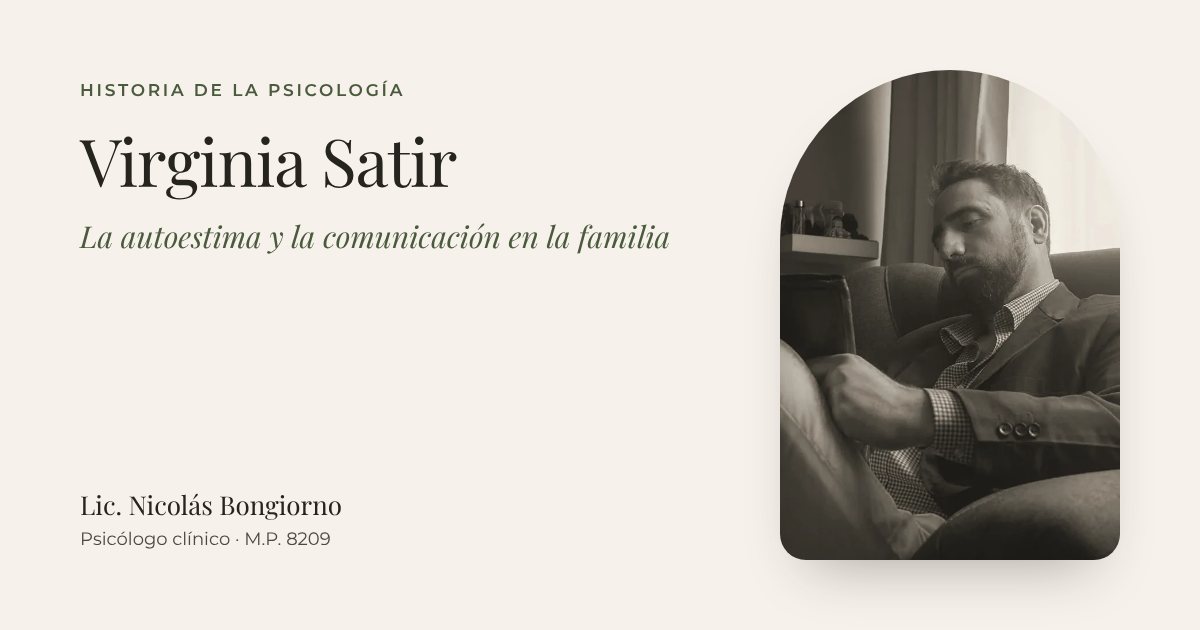 HISTORIA DE LA PSICOLOGÍA
Virginia Satir
La autoestima y la comunicación en la familia
Lic. Nicolás Bongiorno
Psicólogo clínico · M.P. 8209